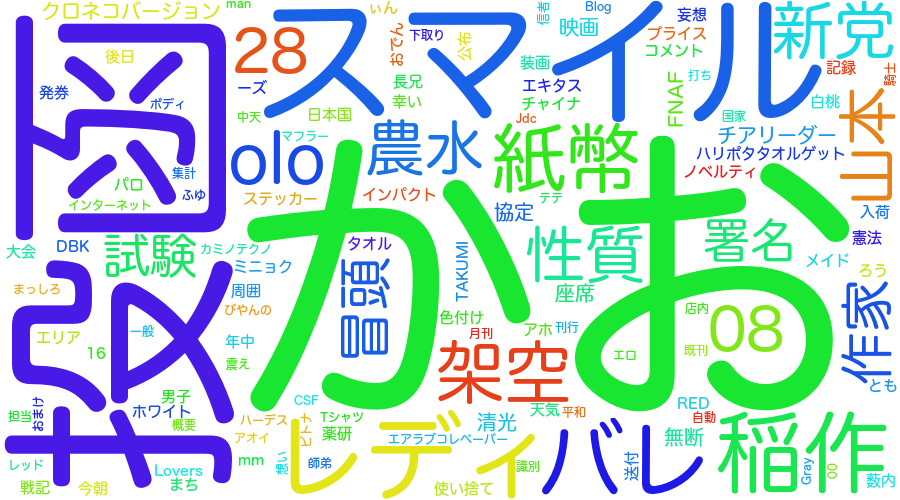 クロネコバージョン
man
いん
Blog
信者
妄想
映画
スマイル
新党
後日
28
おでん
下取り
公布
プライス
コメント
発券
ボディ
ーズ
長兄
幸い
装画
エキタス
チャイナ
FNAF
打ち
記録
騎士
中天
日本国
Jdc
国家
白桃
山本
マフラー
olo
農水
紙幣
チアリーダー
ハリポタタオルゲット
ノベルティ
集計
パロ
ふゆ
インターネット
ステッカー
インパクト
テテ
協定
入荷
大会
DBK
試験
カミノテクノ
タオル
かお
性質
署名
憲法
ミニョク
TAKUMI
メイド
ろう
まっしろ
周囲
冒頭
座席
作家
びやんの
色付け
店内
08
エリア
一般
年中
アホ
月刊
刊行
16
震え
架空
エロ
既刊
とも
男子
CSF
担当
おまけ
ホワイト
概要
ハーデス
Tシャツ
天気
平和
RED
自動
アオイ
ヒトナ
薬研
清光
無断
稲作
エアラブコレペーパー
レディ
バレ
レッド
Lovers
mm
想い
師弟
識別
送付
Gray
00
薮内
戦記
今朝
まち
使い捨て